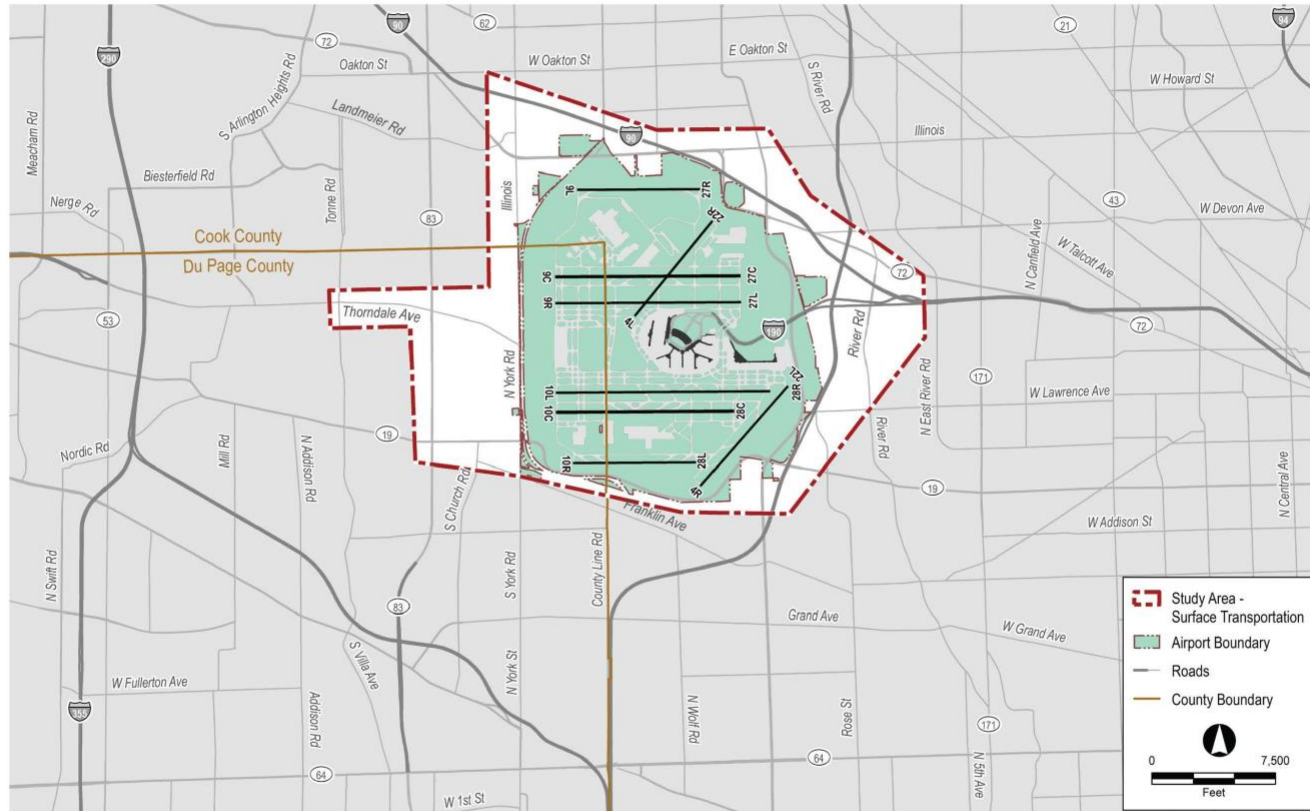 90
62
21
94
72
E Oakton St
W Oakton St
290
Oakton St
S River Rd
W Howard St
S Arlington Heights Rd
Landmeier Rd
90
Illinois
Meacham Rd
Biesterfield Rd
Tonne Rd
Illinois
9L
27R
43
Nerge Rd
83
22R
W Devon Ave
Cook County
Du Page County
N Canfield Ave
W Talcott Ave
72
9C
27C
9R
27L
53
Thorndale Ave
4L
190
River Rd
72
N York Rd
22L
171
10L
28R
W Lawrence Ave
10C
28C
N East River Rd
19
Nordic Rd
Mill Rd
N Addison Rd
S Church Rd
10R
28L
River Rd
4R
19
N Central Ave
Franklin Ave
W Addison St
N Swift Rd
S York Rd
County Line Rd
83
Grand Ave
W Grand Ave
S Villa Ave
N York St
W Fullerton Ave
355
Addison Rd
N Wolf Rd
Rose St
171
N 5th Ave
64
64
W 1st St
Study Area -
Surface Transportation
Airport Boundary
Roads
County Boundary
0
7,500
Feet